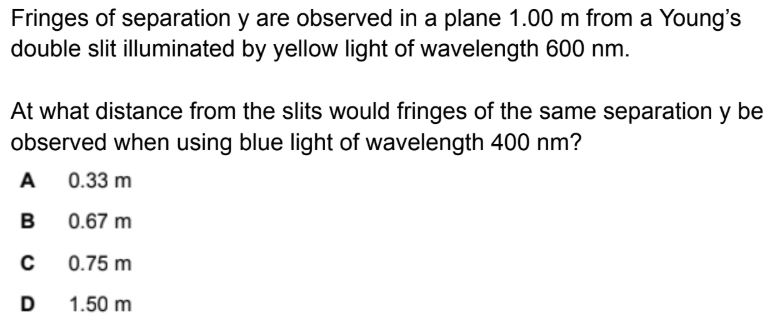 Fringes of separation y are observed in a plane 1.00 m from a Young's
double slit illuminated by yellow light of wavelength 600 nm.
At what distance from the slits would fringes of the same separation y be
observed when using blue light of wavelength 400 nm?
A 0.33 m
B 0.67 m
C 0.75 m
D 1.50 m